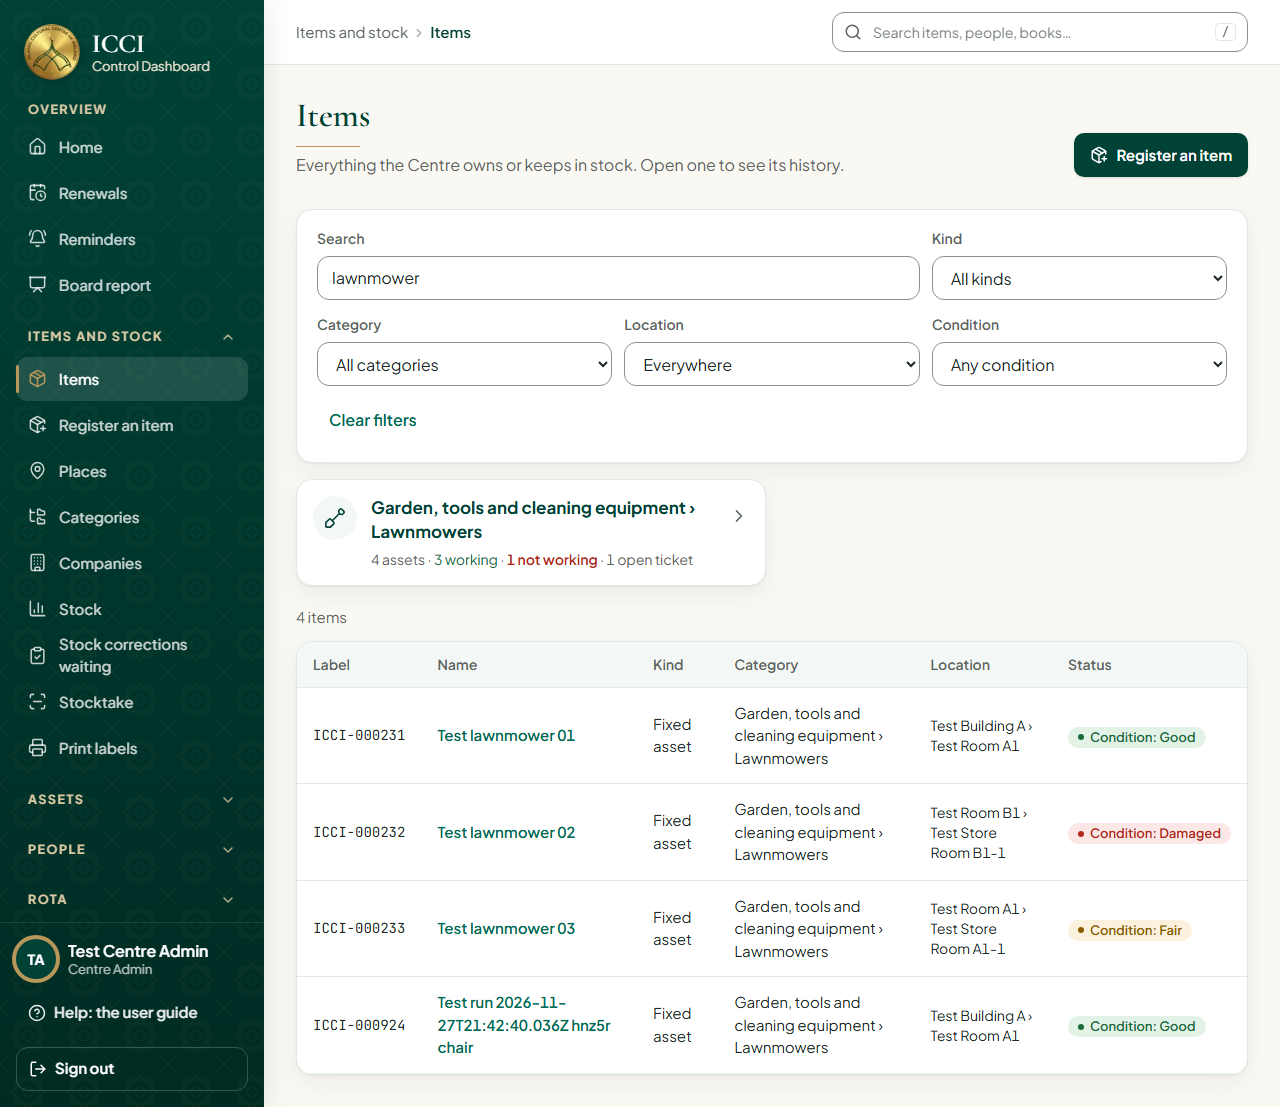 ICCI
Control Dashboard
OVERVIEW
Home
Renewals
Reminders
Board report
ITEMS AND STOCK
Items
Register an item
Places
Categories
Companies
Stock
Stock corrections
waiting
Stocktake
Print labels
ASSETS
PEOPLE
ROTA
TA
Test Centre Admin
Centre Admin
Help: the user guide
Sign out
Items and stock › Items
Search items, people, books...
/
Items
Everything the Centre owns or keeps in stock. Open one to see its history.
Register an item
Search
Kind
lawnmower
All kinds
Category
Location
Condition
All categories
Everywhere
Any condition
Clear filters
Garden, tools and cleaning equipment ›
Lawnmowers
4 assets · 3 working · 1 not working · 1 open ticket
4 items
Label Name Kind Category Location Status
ICCI-000231
Test lawnmower 01
Fixed
asset
Garden, tools and
cleaning equipment ›
Lawnmowers
Test Building A ›
Test Room A1
Condition: Good
ICCI-000232
Test lawnmower 02
Fixed
asset
Garden, tools and
cleaning equipment ›
Lawnmowers
Test Room B1 ›
Test Store
Room B1-1
Condition: Damaged
ICCI-000233
Test lawnmower 03
Fixed
asset
Garden, tools and
cleaning equipment ›
Lawnmowers
Test Room A1 ›
Test Store
Room A1-1
Condition: Fair
ICCI-000924
Test run 2026-11-
27T21:42:40.036Z hnz5r
chair
Fixed
asset
Garden, tools and
cleaning equipment ›
Lawnmowers
Test Building A ›
Test Room A1
Condition: Good